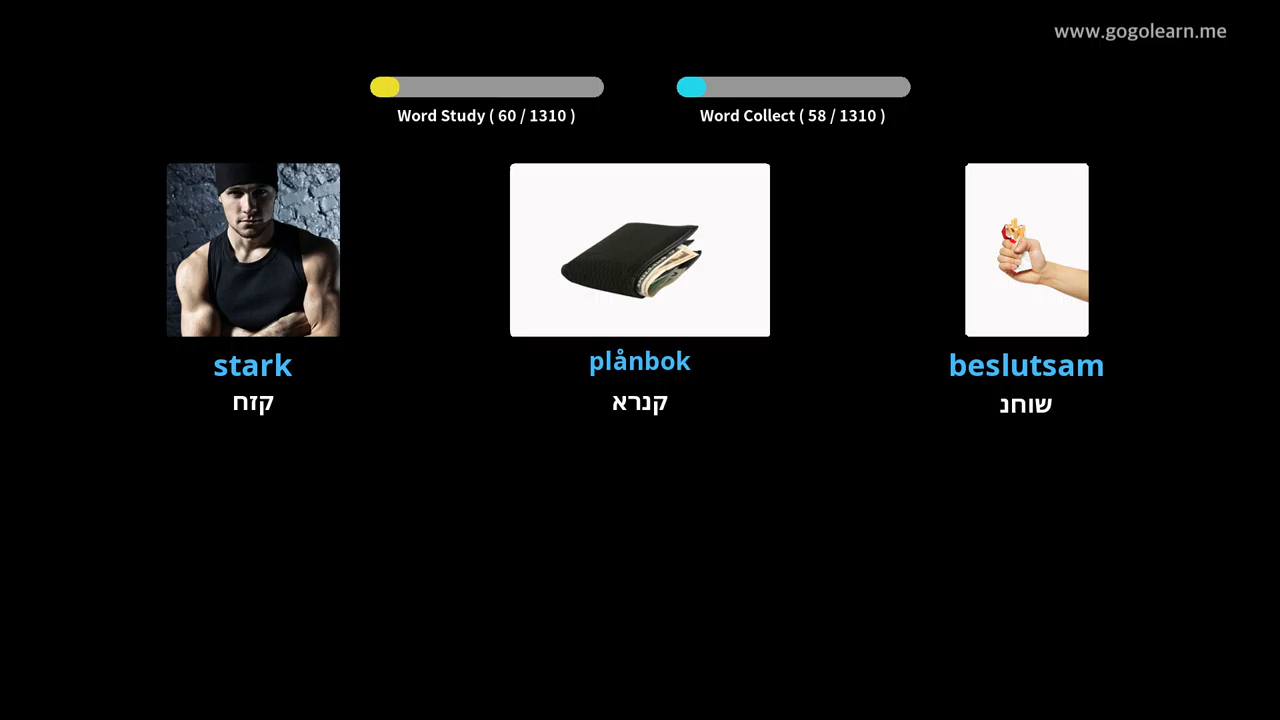 www.gogolearn.me
Word Study ( 60 / 1310 )
Word Collect ( 58 / 1310 )
stark
קזח
plånbok
קנרא
beslutsam
שוחנ